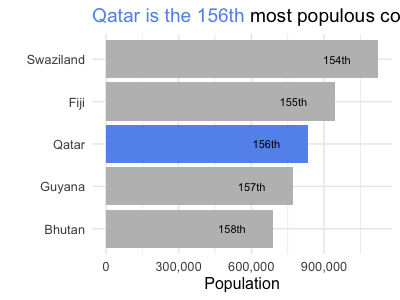 Qatar is the 156th most populous co
Swaziland 154th
Fiji 155th
Qatar 156th
Guyana 157th
Bhutan 158th
0 300,000 600,000 900,000
Population